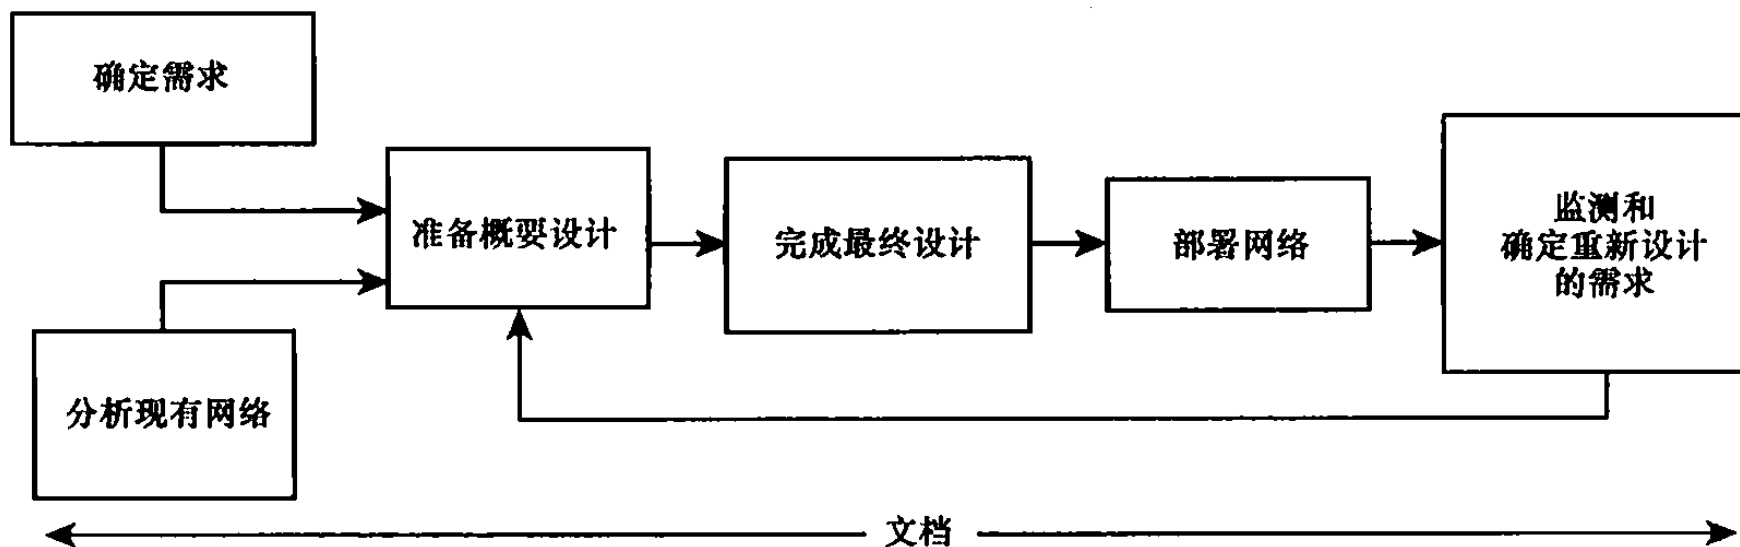 确定需求
准备概要设计
完成最终设计
部署网络
监测和
确定重新设计
的需求
分析现有网络
文档